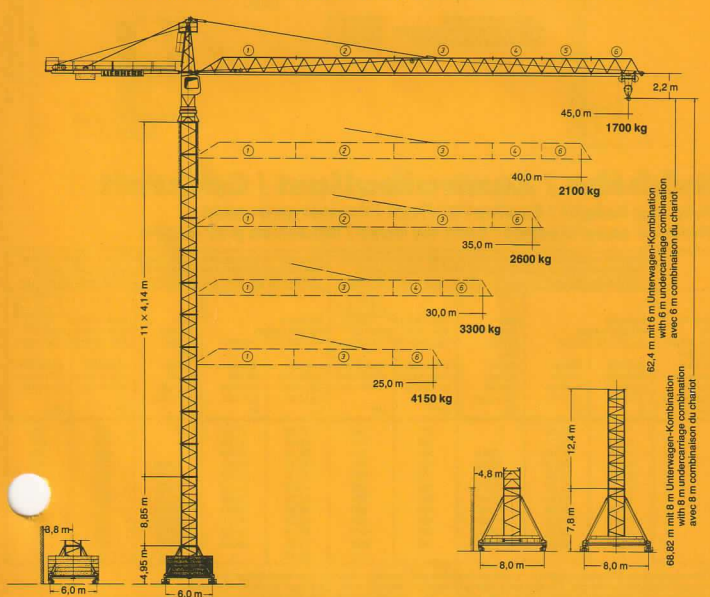 1 2 3 4 5 6
LIEBHERR
2,2 m
45,0 m
1700 kg
1 2 3 4 6
40,0 m
2100 kg
1 2 3 6
35,0 m
2600 kg
1 3 4 6
30,0 m
3300 kg
1 3 6
25,0 m
4150 kg
11 × 4,14 m
8,85 m
4,95 m
3,8 m
6,0 m
6,0 m
4,8 m
8,0 m
12,4 m
7,8 m
8,0 m
62,4 m mit 6 m Unterwagen-Kombination
with 6 m undercarriage combination
avec 6 m combinaison du chariot
68,82 m mit 8 m Unterwagen-Kombination
with 8 m undercarriage combination
avec 8 m combinaison du chariot